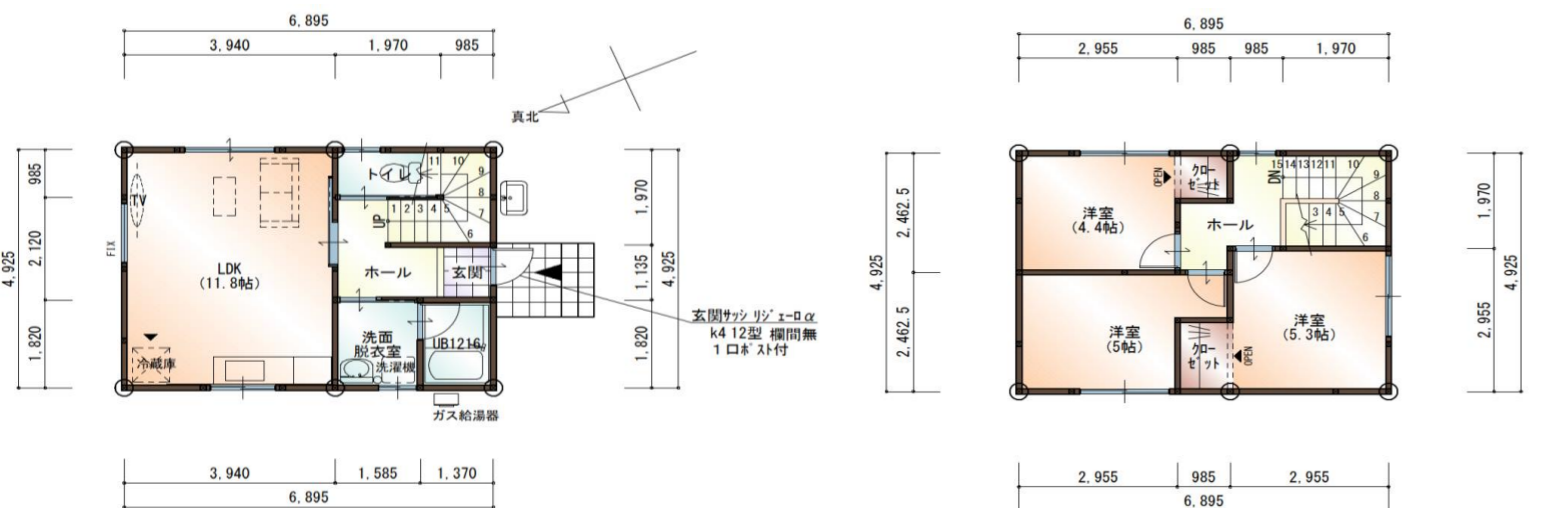 6,895
3,940
1,970
985
真北
985
2,120
1,820
4,925
1,970
1,135
1,820
4,925
トイレ
11
10
9
8
7
6
1
2
3
4
5
UP
TV
FIX
LDK
(11.8帖)
ホール
玄関
洗面
脱衣室
洗濯機
UB1216
冷蔵庫
ガス給湯器
玄関サッシ リジェーロα
k4 12型 欄間無
1 ロポスト付
3,940
1,585
1,370
6,895
6,895
2,955
985
985
1,970
2,462.5
2,462.5
4,925
1,970
2,955
4,925
OPEN
クロー
ゼット
DN
15
14
13
12
11
10
9
8
7
6
3
4
5
洋室
(4.4帖)
ホール
洋室
(5帖)
クロー
ゼット
OPEN
洋室
(5.3帖)
2,955
985
2,955
6,895